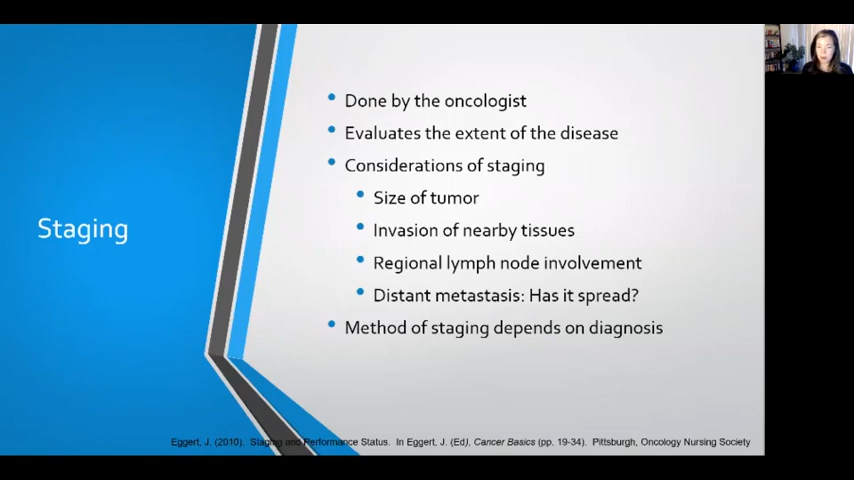 Staging
Done by the oncologist
Evaluates the extent of the disease
Considerations of staging
Size of tumor
Invasion of nearby tissues
Regional lymph node involvement
Distant metastasis: Has it spread?
Method of staging depends on diagnosis
Eggert, J. (2010). Staging and Performance Status. In Eggert, J. (Ed), Cancer Basics (pp. 19-34). Pittsburgh, Oncology Nursing Society